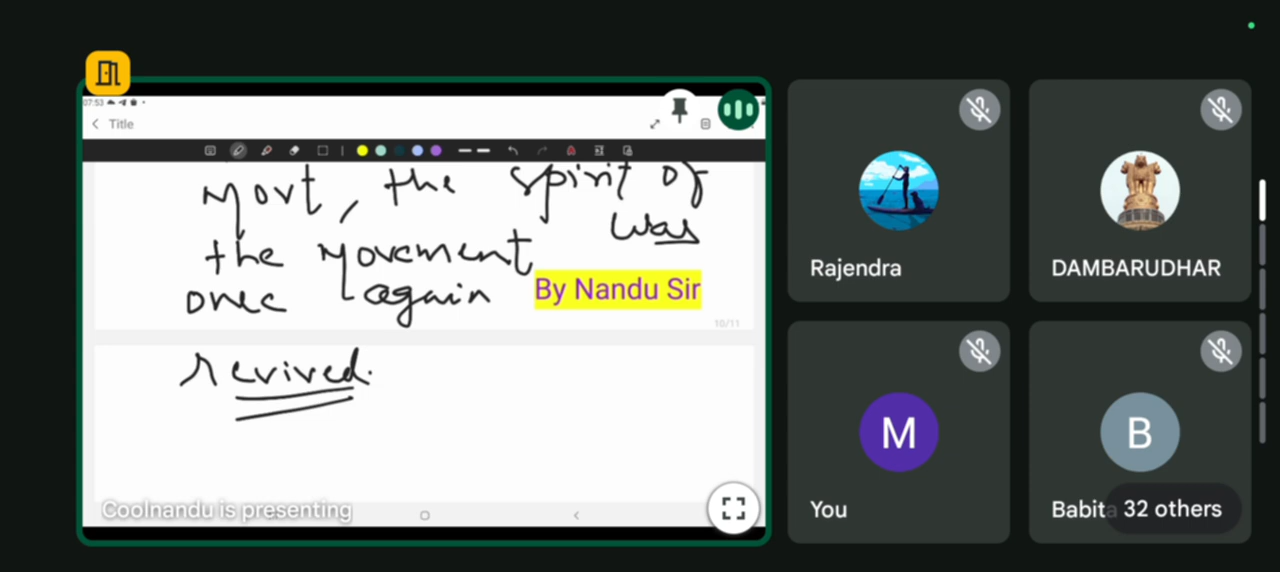 07:53
Title
Movt, the spirit of
the movement was
once again By Nandu Sir
10/11
revived.
Coolnandu is presenting
Rajendra
DAMBARUDHAR
M
You
B
Babita 32 others